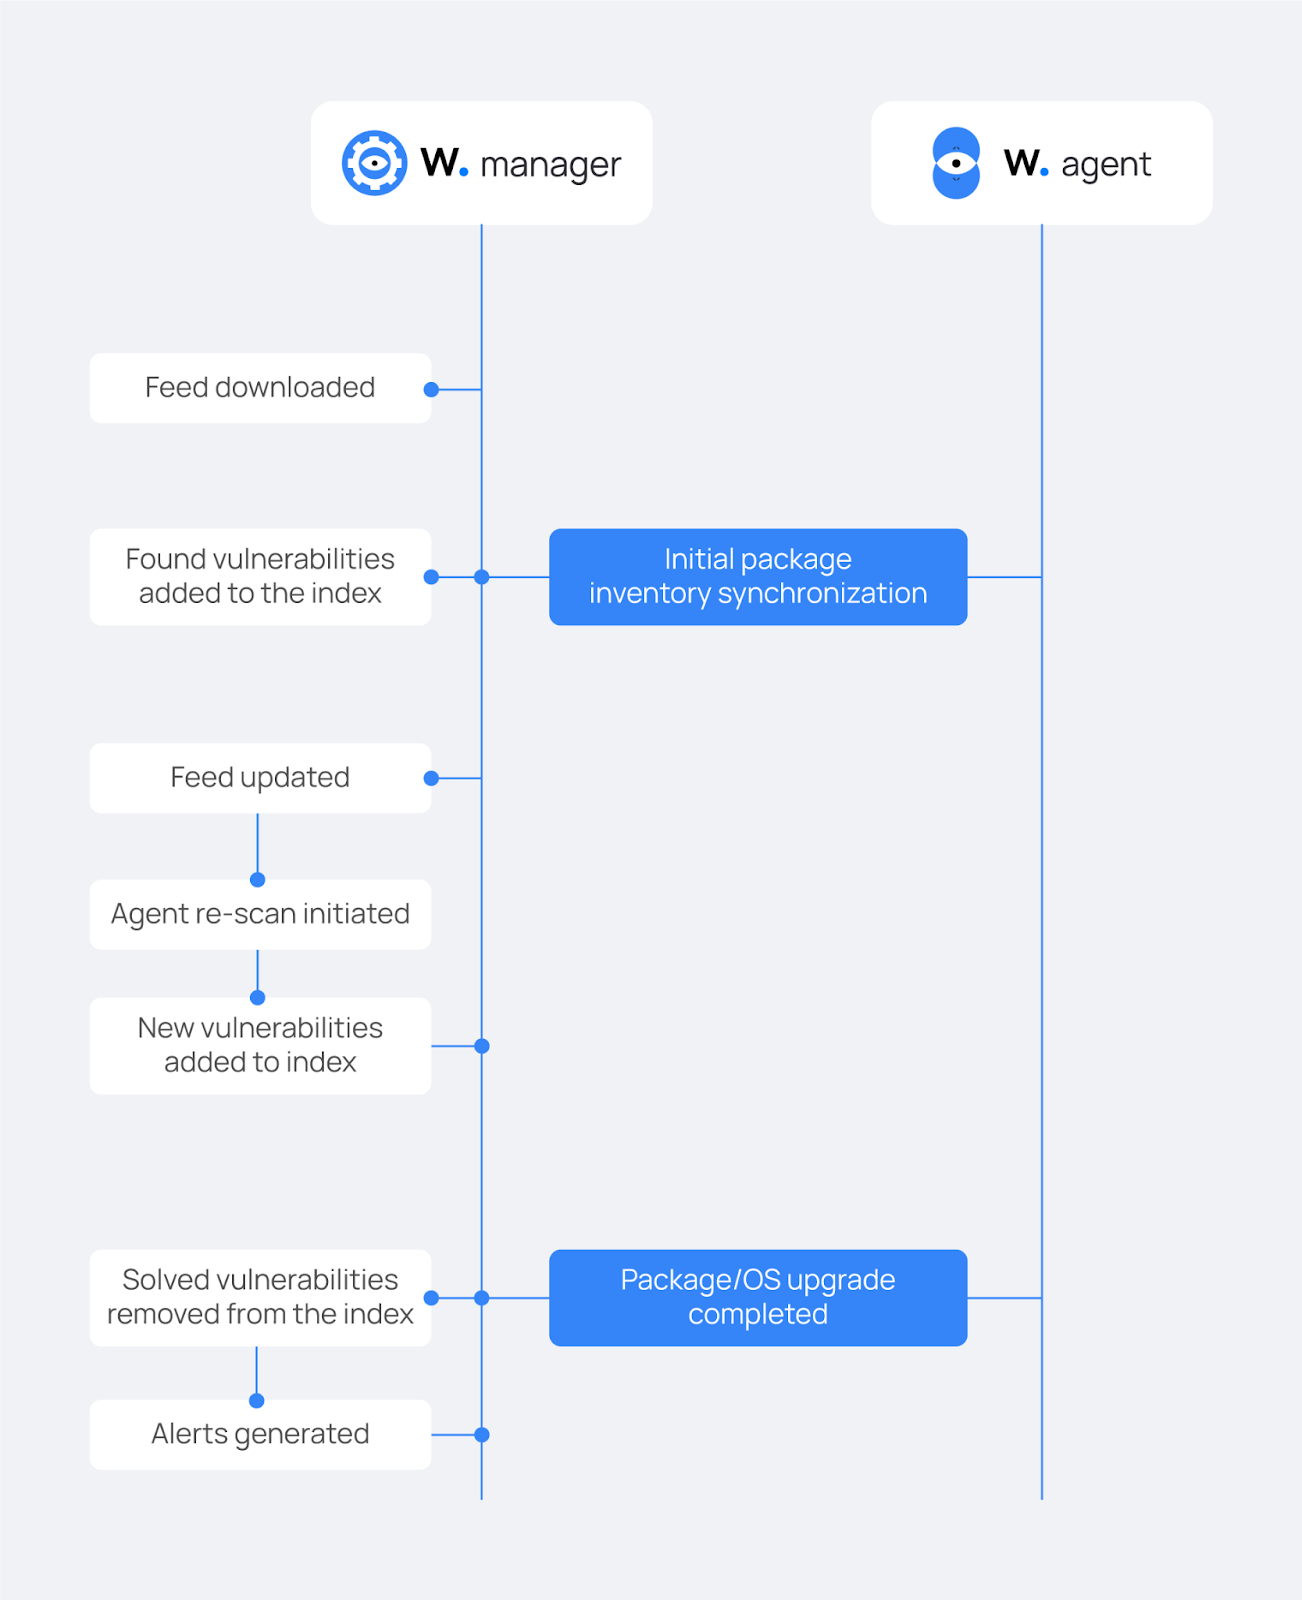 W. manager
W. agent
Feed downloaded
Found vulnerabilities
added to the index
Initial package
inventory synchronization
Feed updated
Agent re-scan initiated
New vulnerabilities
added to index
Solved vulnerabilities
removed from the index
Package/OS upgrade
completed
Alerts generated